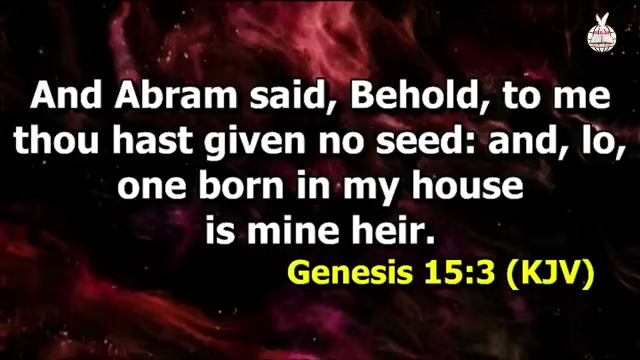 And Abram said, Behold, to me
thou hast given no seed: and, lo,
one born in my house
is mine heir.
Genesis 15:3 (KJV)